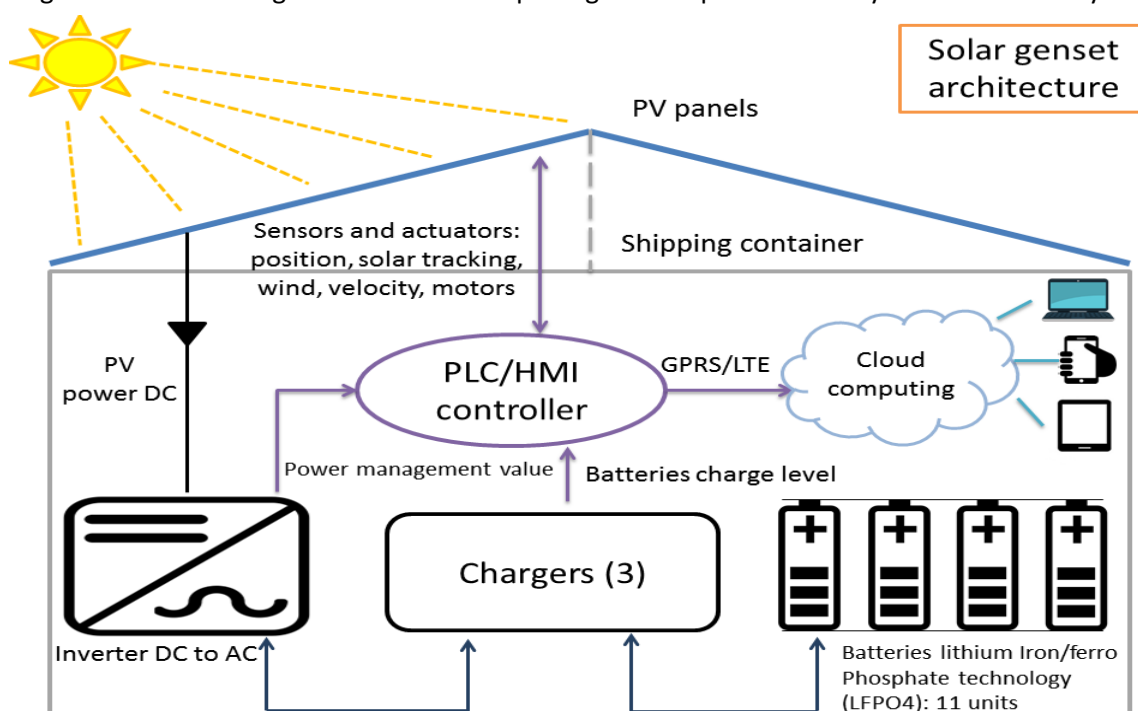 Solar genset
architecture
PV panels
Sensors and actuators:
position, solar tracking,
wind, velocity, motors
Shipping container
PV
power DC
PLC/HMI
controller
GPRS/LTE
Cloud
computing
Power management value
Batteries charge level
Chargers (3)
Inverter DC to AC
Batteries lithium Iron/ferro
Phosphate technology
(LFPO4): 11 units